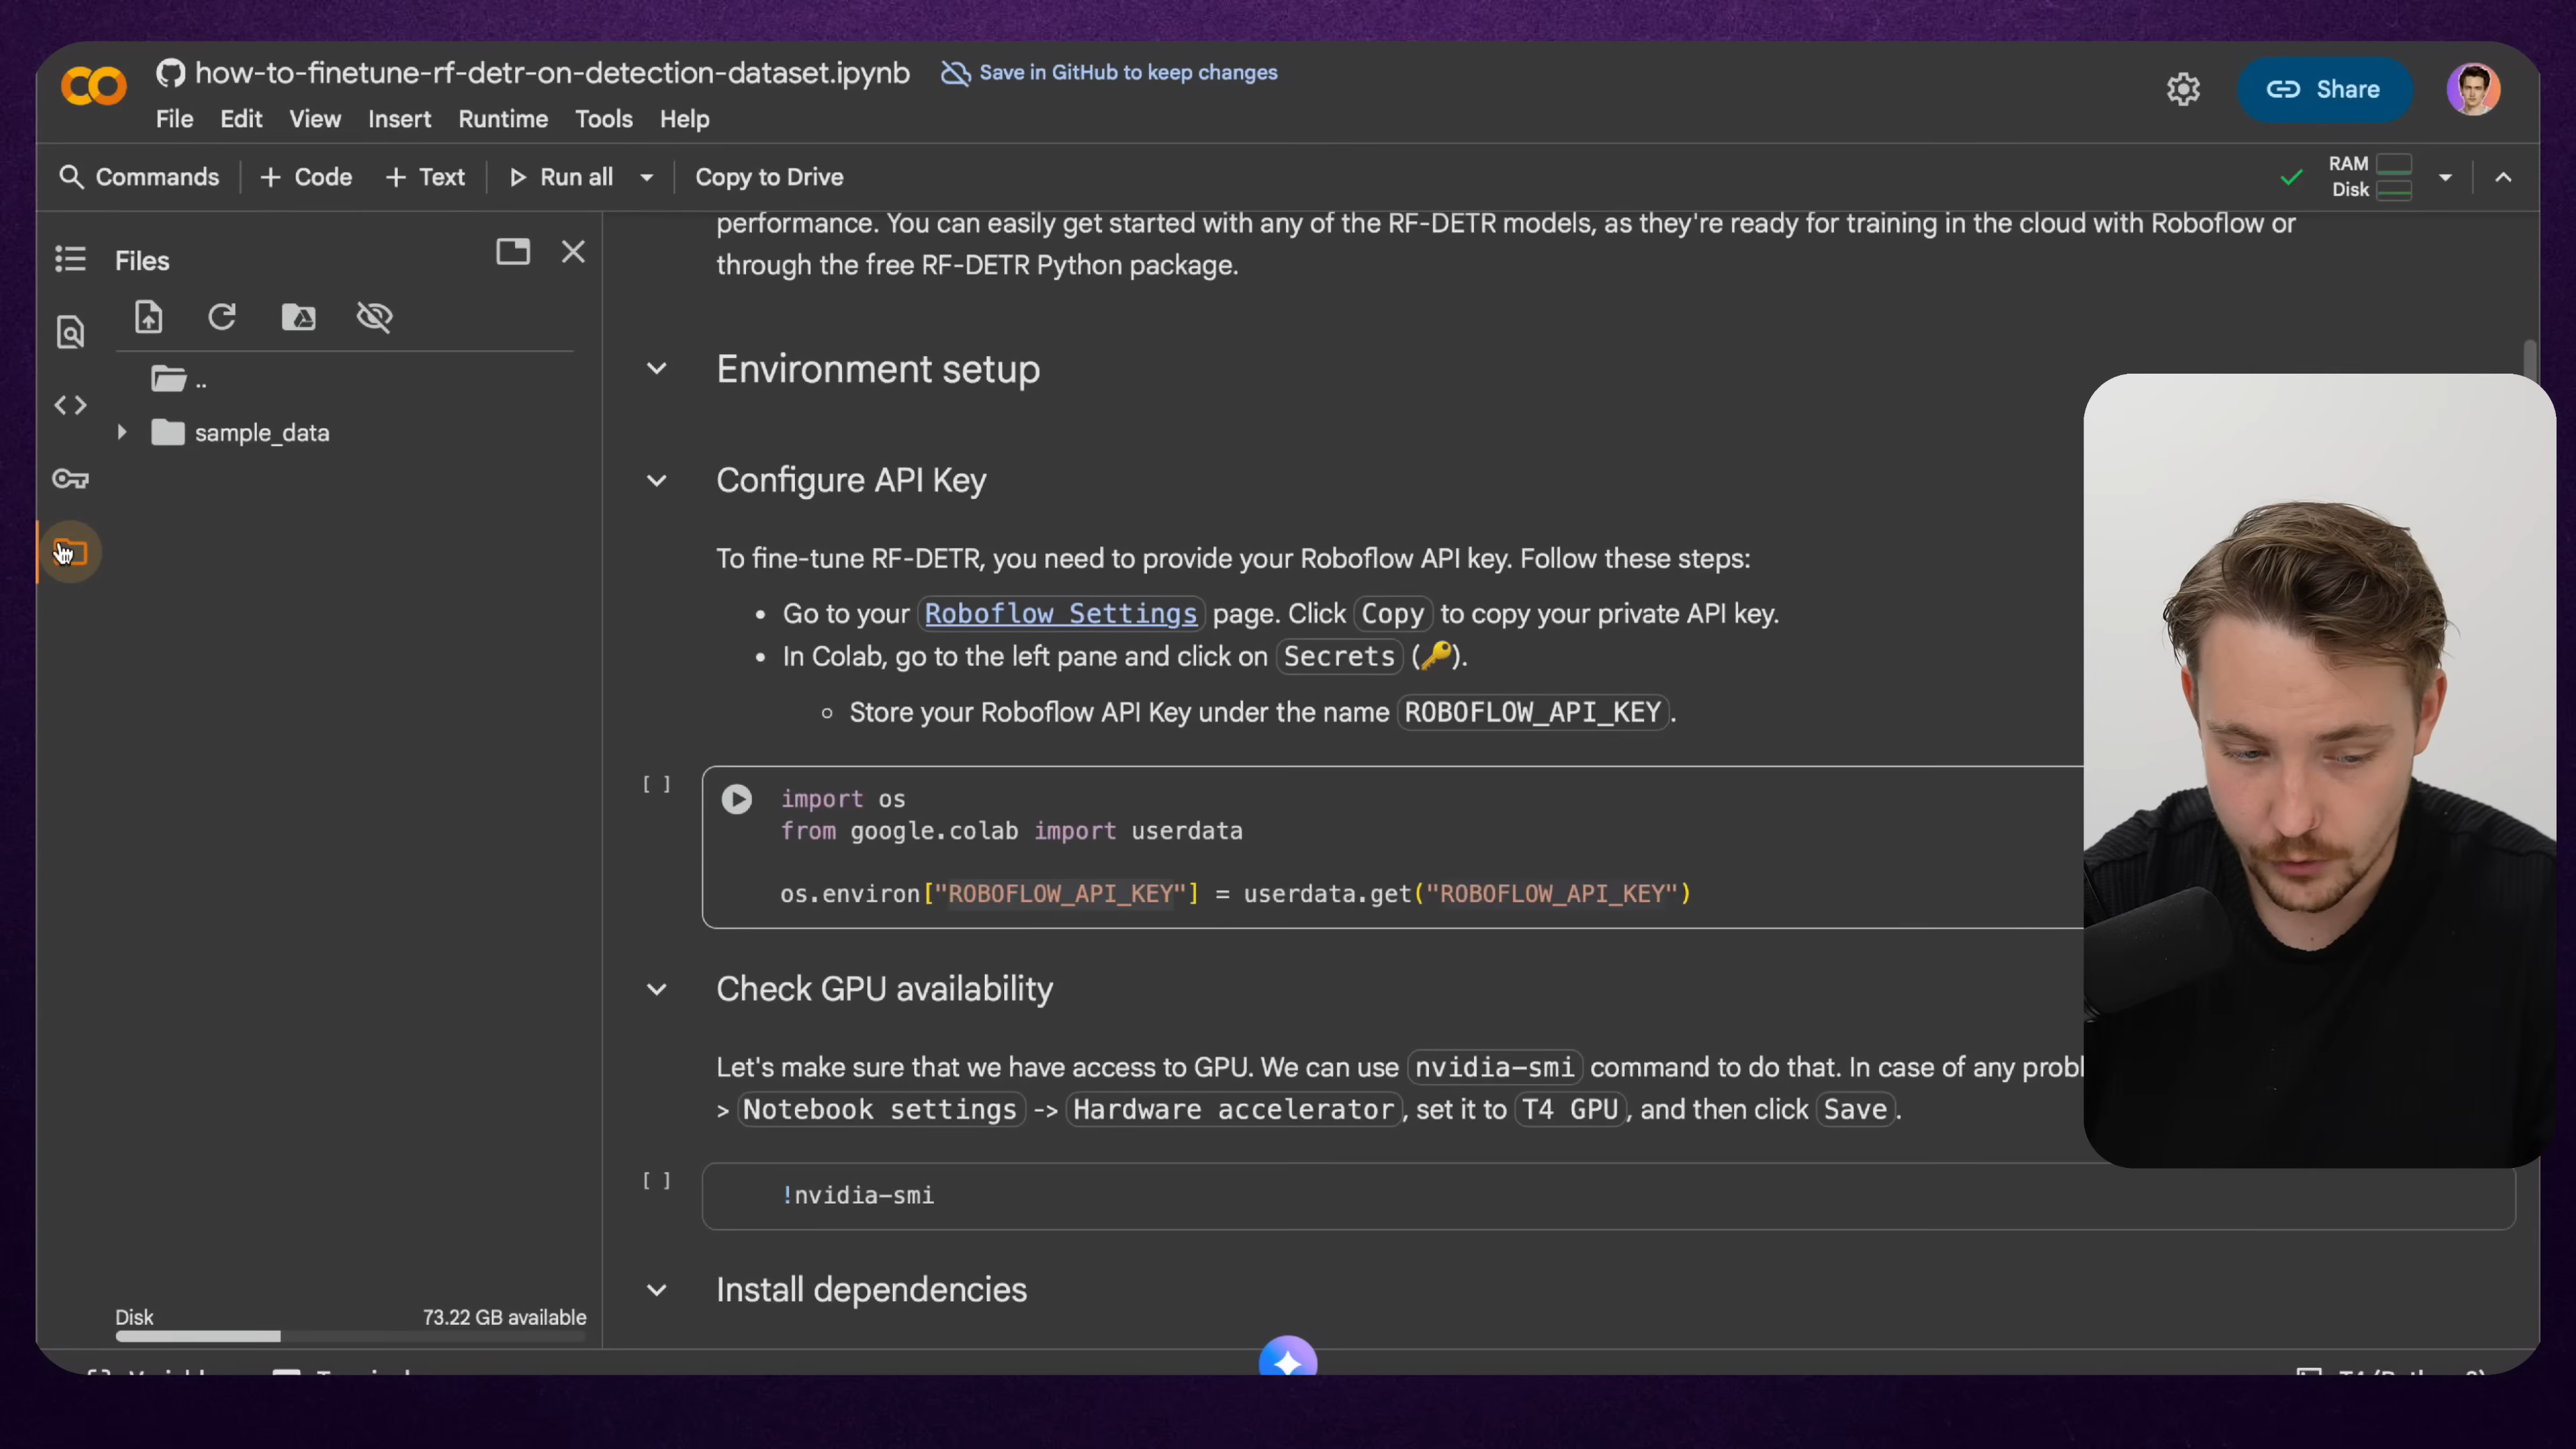 how-to-finetune-rf-detr-on-detection-dataset.ipynb
Save in GitHub to keep changes
File Edit View Insert Runtime Tools Help
Share
Commands + Code + Text Run all Copy to Drive
RAM
Disk
Files
..
sample_data
Disk 73.22 GB available
performance. You can easily get started with any of the RF-DETR models, as they're ready for training in the cloud with Roboflow or
through the free RF-DETR Python package.
Environment setup
Configure API Key
To fine-tune RF-DETR, you need to provide your Roboflow API key. Follow these steps:
• Go to your Roboflow Settings page. Click Copy to copy your private API key.
• In Colab, go to the left pane and click on Secrets (🔑).
○ Store your Roboflow API Key under the name ROBOFLOW_API_KEY.
[ ]
import os
from google.colab import userdata
os.environ["ROBOFLOW_API_KEY"] = userdata.get("ROBOFLOW_API_KEY")
Check GPU availability
Let's make sure that we have access to GPU. We can use nvidia-smi command to do that. In case of any
> Notebook settings -> Hardware accelerator, set it to T4 GPU, and then click Save.
[ ]
!nvidia-smi
Install dependencies